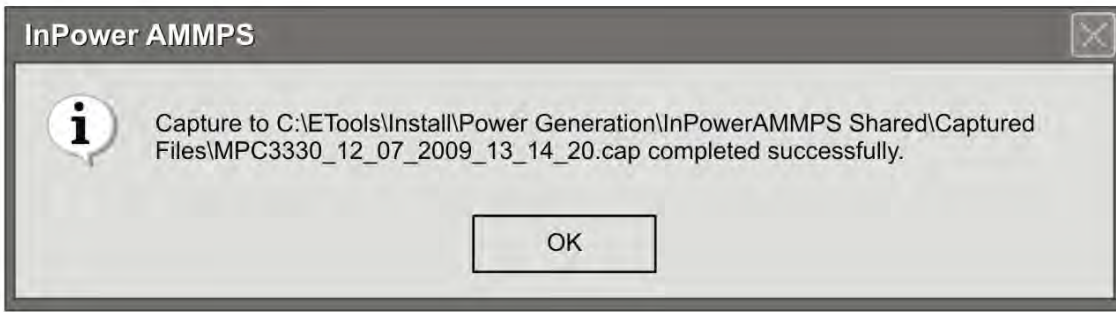 InPower AMMPS
Capture to C:\ETools\Install\Power Generation\InPowerAMMPS Shared\Captured
Files\MPC3330_12_07_2009_13_14_20.cap completed successfully.
OK